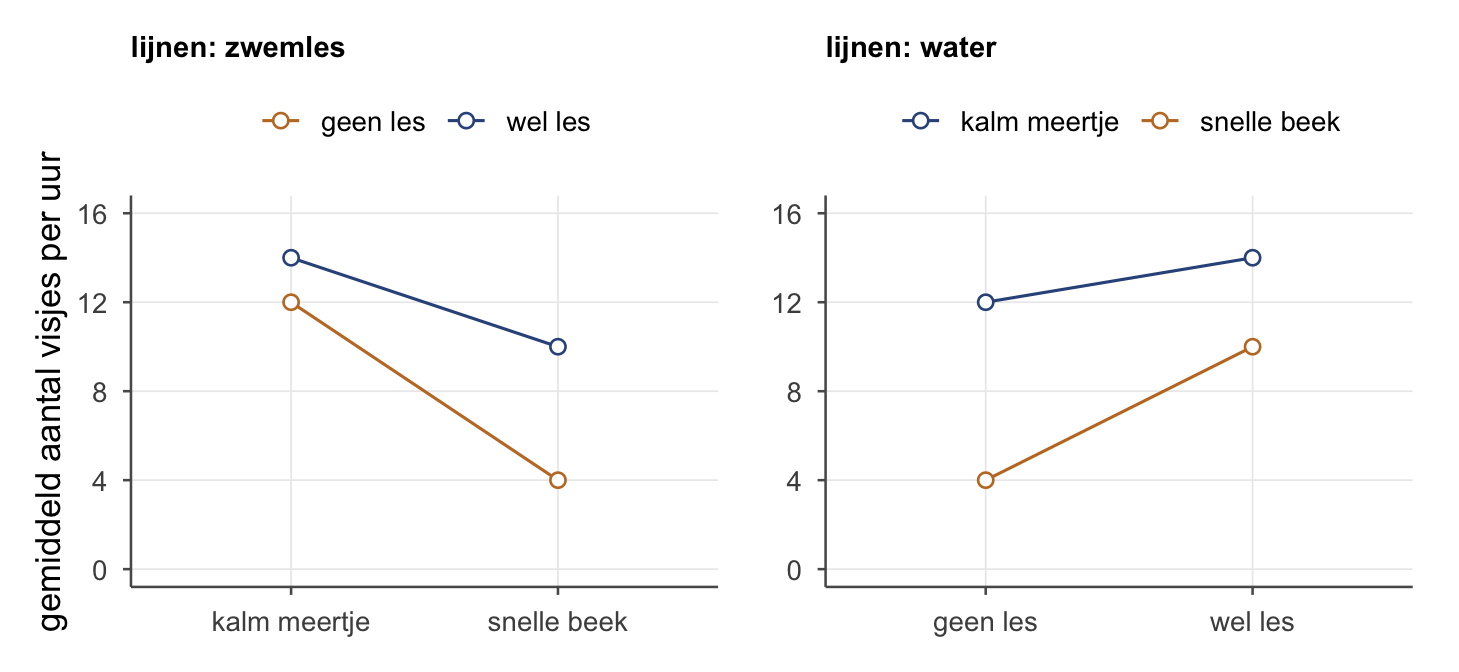 lijnen: zwemles
geen les wel les
gemiddeld aantal visjes per uur
16
12
8
4
0
kalm meertje snelle beek
lijnen: water
kalm meertje snelle beek
16
12
8
4
0
geen les wel les